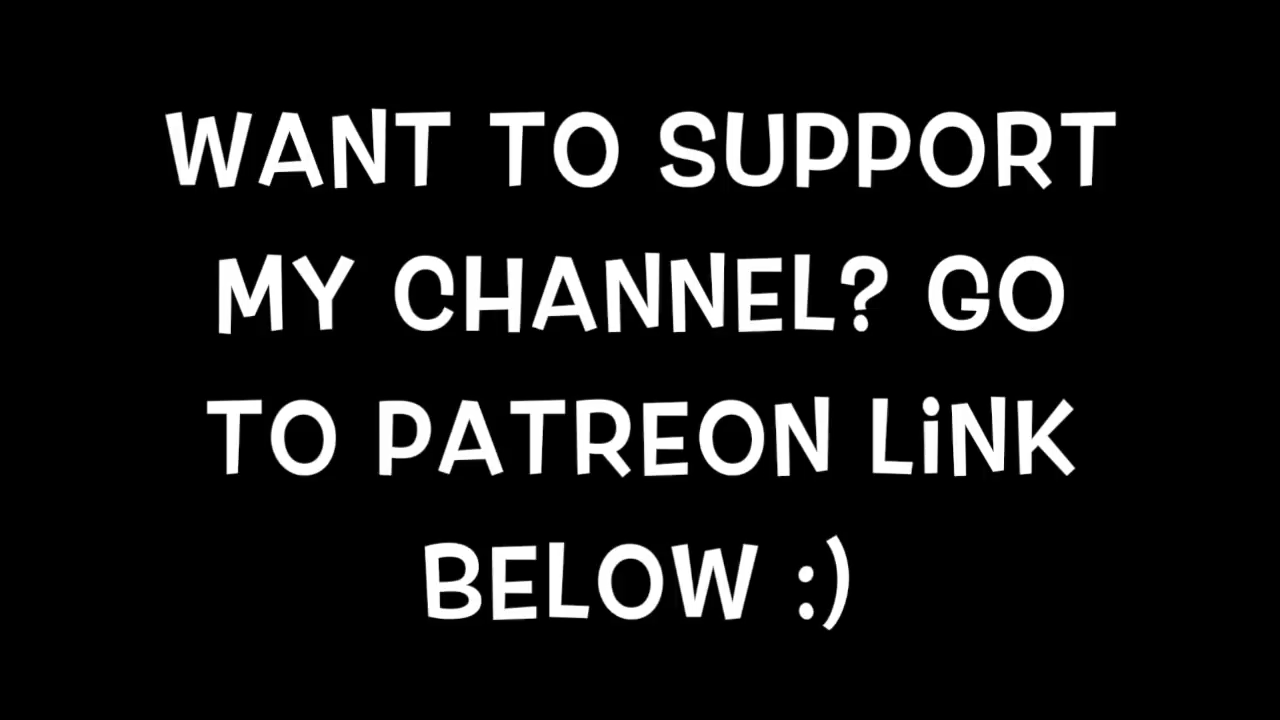 WANT TO SUPPORT
MY CHANNEL? GO
TO PATREON LiNK
BELOW :)